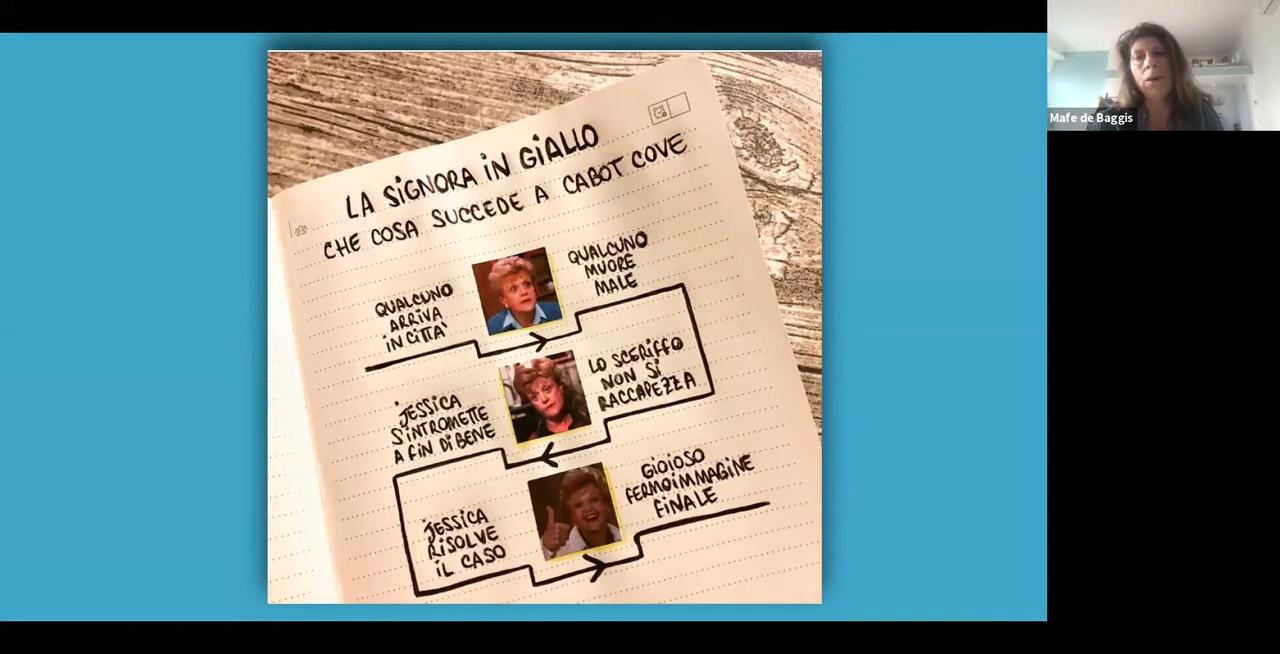 LA SIGNORA IN GIALLO
CHE COSA SUCCEDE A CABOT COVE
QUALCUNO
ARRIVA
IN CITTA'
QUALCUNO
MUORE
MALE
LO SCERIFFO
NON SI
RACCAPEZZA
JESSICA
S'INTROMETTE
A FIN DI BENE
JESSICA
RISOLVE
IL CASO
GIOIOSO
FERMOIMMAGINE
FINALE
Mafe de Baggis